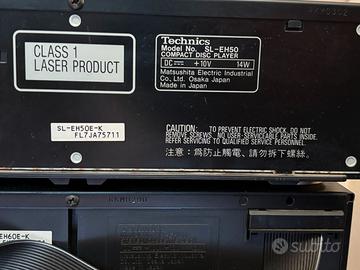 CLASS 1
LASER PRODUCT
Technics
Model No. SL-EH50
COMPACT DISC PLAYER
DC ⎓ +10V 14W
Matsushita Electric Industrial
Co., Ltd. Osaka Japan
Made in Japan
SL-EH50E-K
FL7JA75711
CAUTION:
TO PREVENT ELECTRIC SHOCK, DO NOT
REMOVE SCREWS. NO USER-SERVICEABLE PARTS INSIDE.
REFER SERVICING TO QUALIFIED SERVICE PERSONNEL.
注意：爲防止觸電，請勿拆下螺絲。
EH60E-K
subito